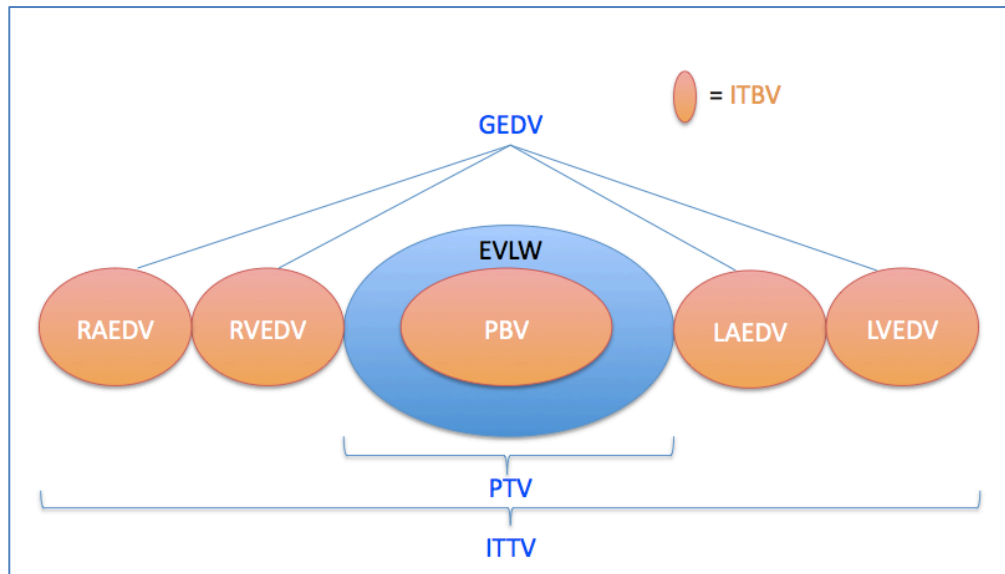 = ITBV
GEDV
EVLW
RAEDV RVEDV PBV LAEDV LVEDV
PTV
ITTV